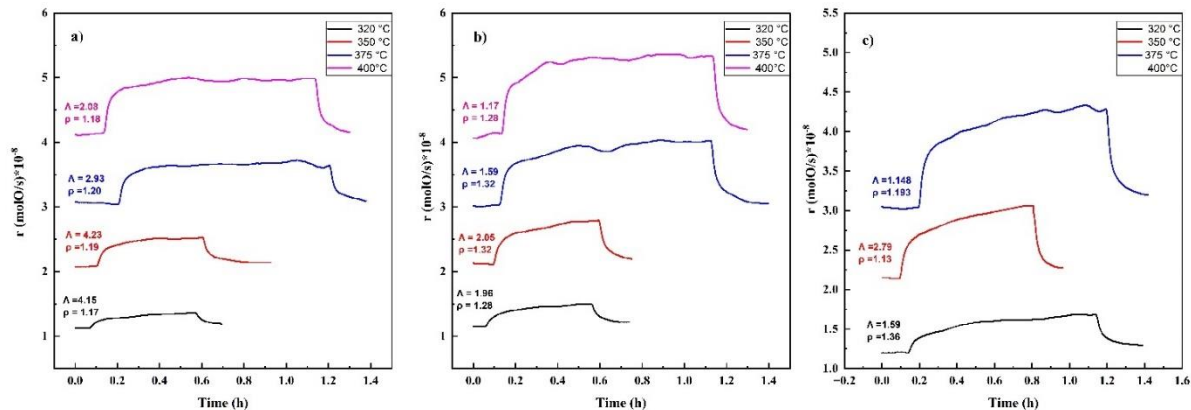 a)
320 °C
350 °C
375 °C
400°C
6
5
4
3
2
1
r (molO/s)*10⁻⁸
Λ =2.08
ρ = 1.18
Λ = 2.93
ρ =1.20
Λ = 4.23
ρ =1.19
Λ =4.15
ρ = 1.17
0.0 0.2 0.4 0.6 0.8 1.0 1.2 1.4
Time (h)
b)
320 °C
350 °C
375 °C
400°C
6
5
4
3
2
1
r (molO/s)*10⁻⁸
Λ = 1.17
ρ = 1.28
Λ =1.59
ρ = 1.32
Λ = 2.05
ρ = 1.32
Λ = 1.96
ρ = 1.28
0.0 0.2 0.4 0.6 0.8 1.0 1.2 1.4
Time (h)
c)
320 °C
350 °C
375 °C
400°C
5.5
5.0
4.5
4.0
3.5
3.0
2.5
2.0
1.5
1.0
r (molO/s)*10⁻⁸
Λ = 1.148
ρ =1.193
Λ =2.79
ρ = 1.13
Λ =1.59
ρ = 1.36
−0.2 0.0 0.2 0.4 0.6 0.8 1.0 1.2 1.4 1.6
Time (h)